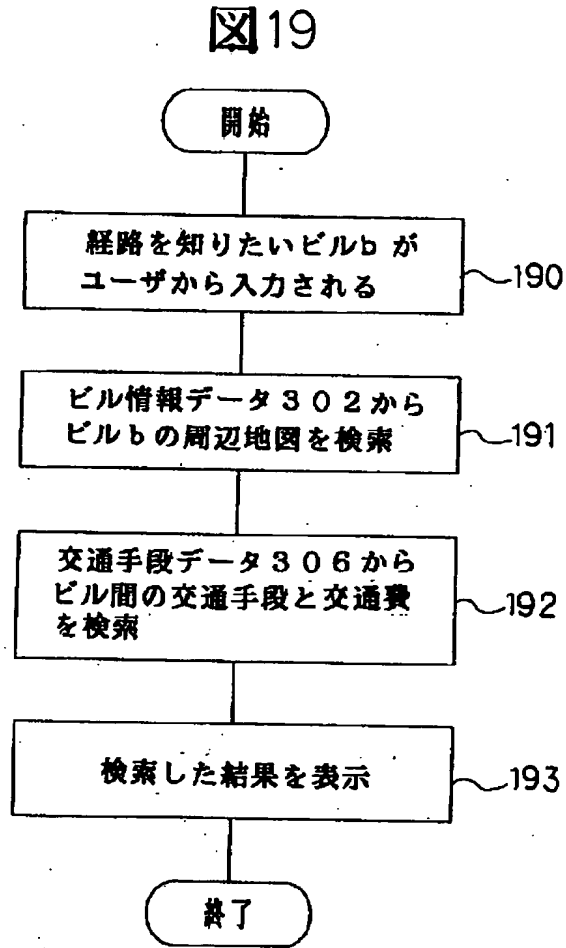 図19
開始
経路を知りたいビルbが
ユーザから入力される
190
ビル情報データ302から
ビルbの周辺地図を検索
191
交通手段データ306から
ビル間の交通手段と交通費
を検索
192
検索した結果を表示
193
終了